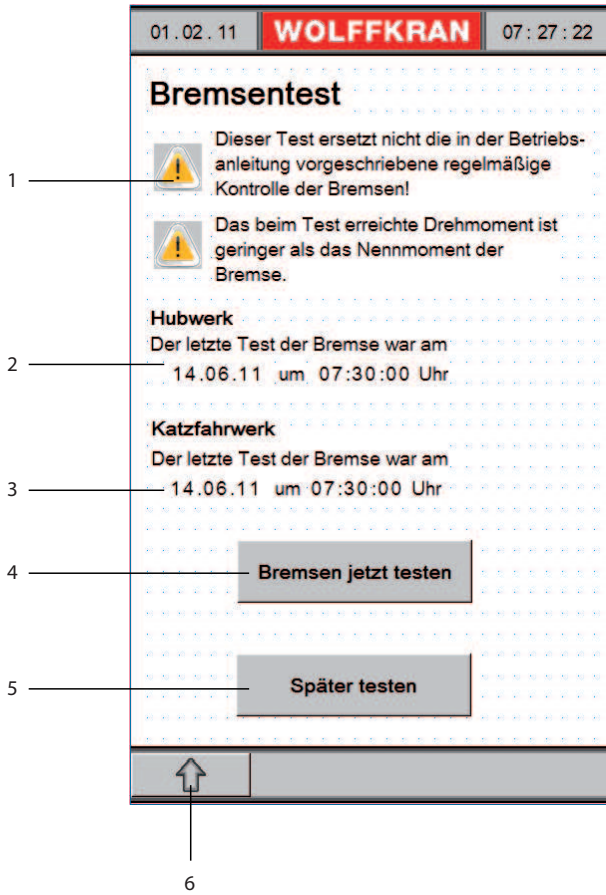 01.02.11 WOLFFKRAN 07:27:22
Bremsentest
Dieser Test ersetzt nicht die in der Betriebs-
anleitung vorgeschriebene regelmäßige
Kontrolle der Bremsen!
1
Das beim Test erreichte Drehmoment ist
geringer als das Nennmoment der
Bremse.
Hubwerk
Der letzte Test der Bremse war am
2
14.06.11 um 07:30:00 Uhr
Katzfahrwerk
Der letzte Test der Bremse war am
3
14.06.11 um 07:30:00 Uhr
4
Bremsen jetzt testen
5
Später testen
6